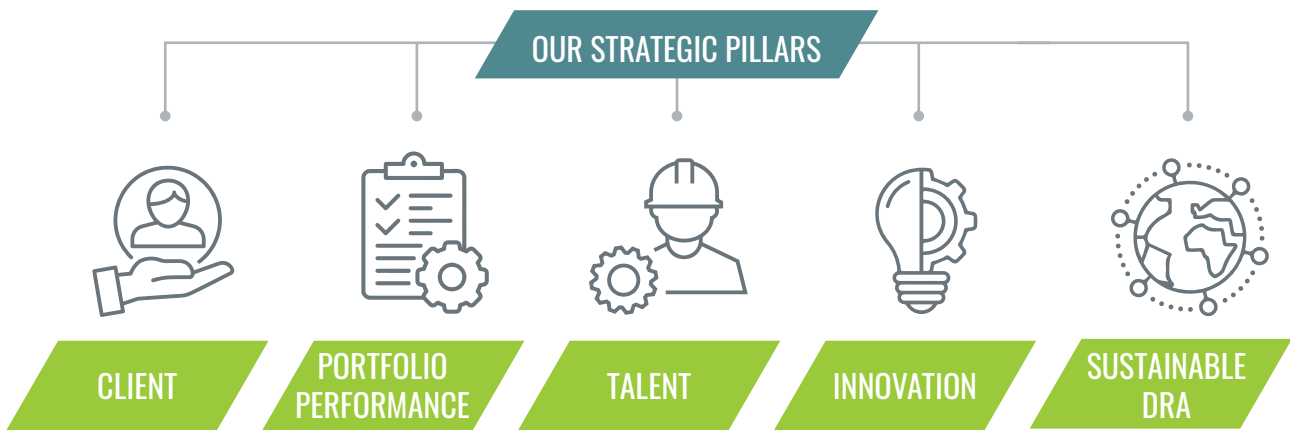 OUR STRATEGIC PILLARS
CLIENT
PORTFOLIO
PERFORMANCE
TALENT
INNOVATION
SUSTAINABLE
DRA